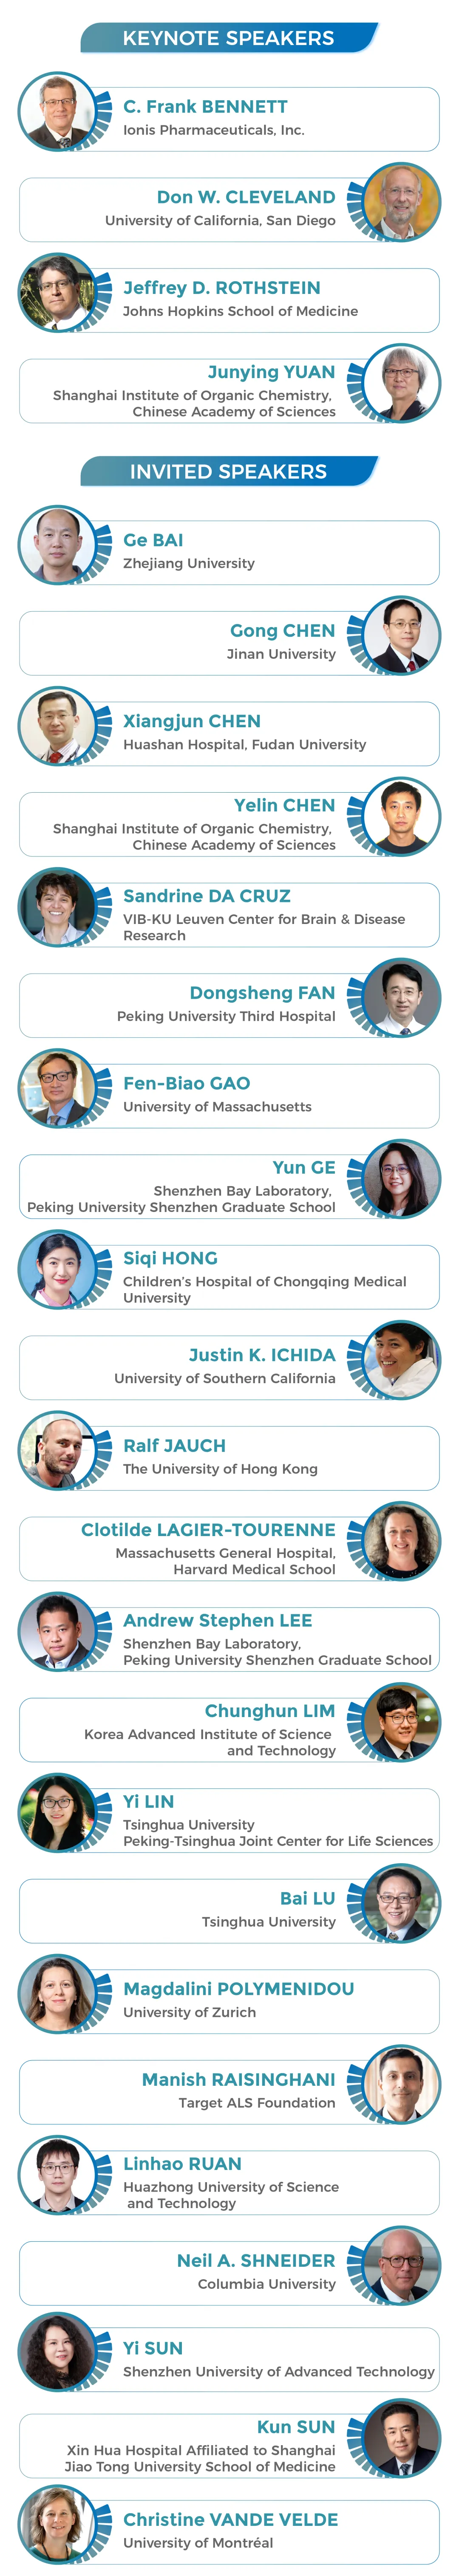 KEYNOTE SPEAKERS
C. Frank BENNETT
Ionis Pharmaceuticals, Inc.
Don W. CLEVELAND
University of California, San Diego
Jeffrey D. ROTHSTEIN
Johns Hopkins School of Medicine
Junying YUAN
Shanghai Institute of Organic Chemistry,
Chinese Academy of Sciences
INVITED SPEAKERS
Ge BAI
Zhejiang University
Gong CHEN
Jinan University
Xiangjun CHEN
Huashan Hospital, Fudan University
Yelin CHEN
Shanghai Institute of Organic Chemistry,
Chinese Academy of Sciences
Sandrine DA CRUZ
VIB-KU Leuven Center for Brain & Disease
Research
Dongsheng FAN
Peking University Third Hospital
Fen-Biao GAO
University of Massachusetts
Yun GE
Shenzhen Bay Laboratory,
Peking University Shenzhen Graduate School
Siqi HONG
Children's Hospital of Chongqing Medical
University
Justin K. ICHIDA
University of Southern California
Ralf JAUCH
The University of Hong Kong
Clotilde LAGIER-TOURENNE
Massachusetts General Hospital,
Harvard Medical School
Andrew Stephen LEE
Shenzhen Bay Laboratory,
Peking University Shenzhen Graduate School
Chunghun LIM
Korea Advanced Institute of Science
and Technology
Yi LIN
Tsinghua University
Peking-Tsinghua Joint Center for Life Sciences
Bai LU
Tsinghua University
Magdalini POLYMENIDOU
University of Zurich
Manish RAISINGHANI
Target ALS Foundation
Linhao RUAN
Huazhong University of Science
and Technology
Neil A. SHNEIDER
Columbia University
Yi SUN
Shenzhen University of Advanced Technology
Kun SUN
Xin Hua Hospital Affiliated to Shanghai
Jiao Tong University School of Medicine
Christine VANDE VELDE
University of Montréal